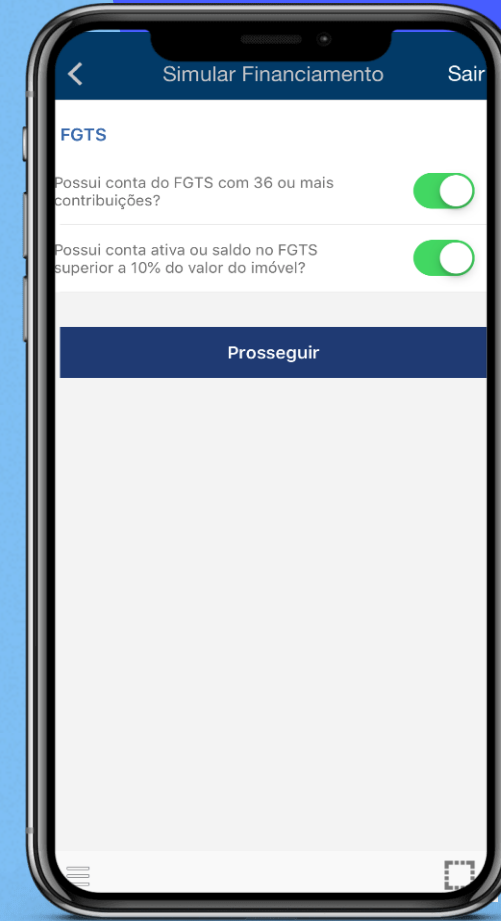 Simular Financiamento
Sair
FGTS
Possui conta do FGTS com 36 ou mais
contribuições?
Possui conta ativa ou saldo no FGTS
superior a 10% do valor do imóvel?
Prosseguir